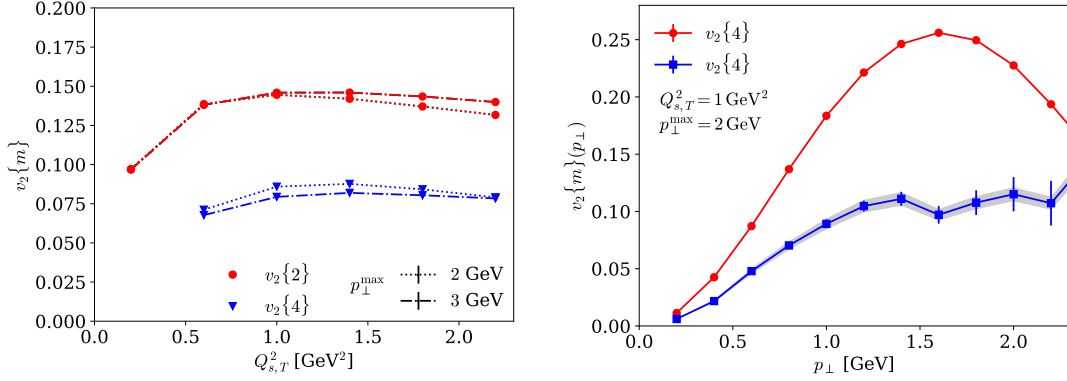 0.200
0.175
0.150
0.125
0.100
0.075
0.050
0.025
0.000
v₂{m}
v₂{2}
v₂{4}
p⊥^max
2 GeV
3 GeV
0.0 0.5 1.0 1.5 2.0
Q²_{s,T} [GeV²]
0.25
0.20
0.15
0.10
0.05
0.00
v₂{m}(p⊥)
v₂{4}
v₂{4}
Q²_{s,T} = 1 GeV²
p⊥^max = 2 GeV
0.0 0.5 1.0 1.5 2.0
p⊥ [GeV]